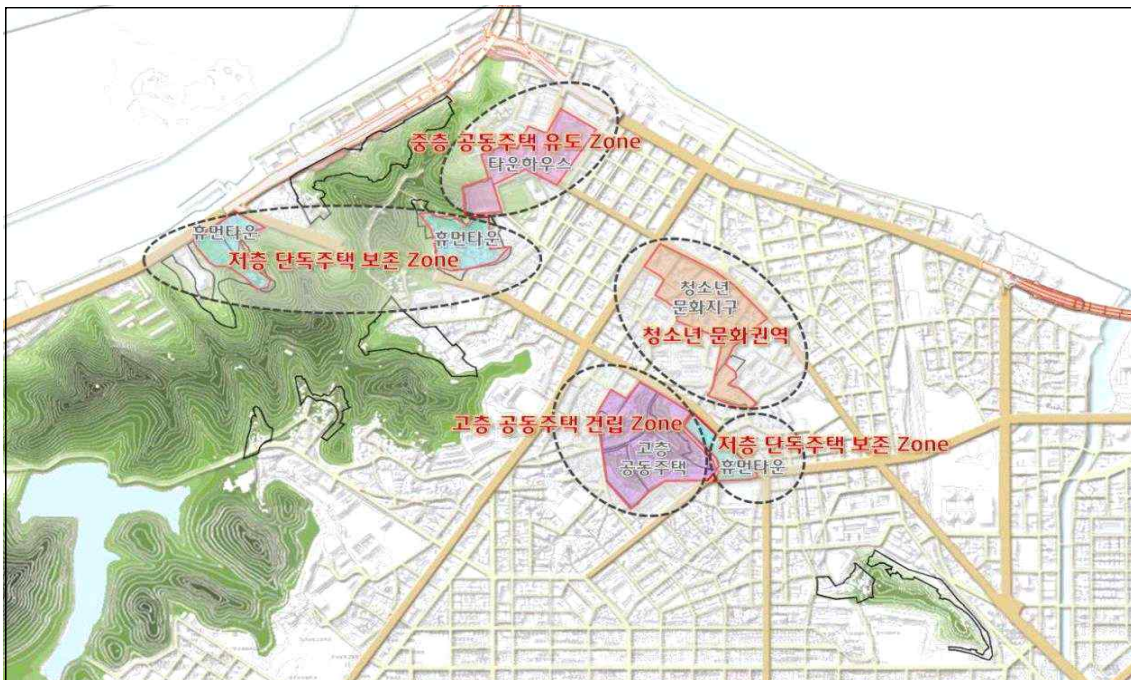 중층 공동주택 유도 Zone
타운하우스
휴먼타운
휴먼타운
저층 단독주택 보존 Zone
청소년
문화지구
청소년 문화권역
고층 공동주택 건립 Zone
고층
공동주택
저층 단독주택 보존 Zone
휴먼타운